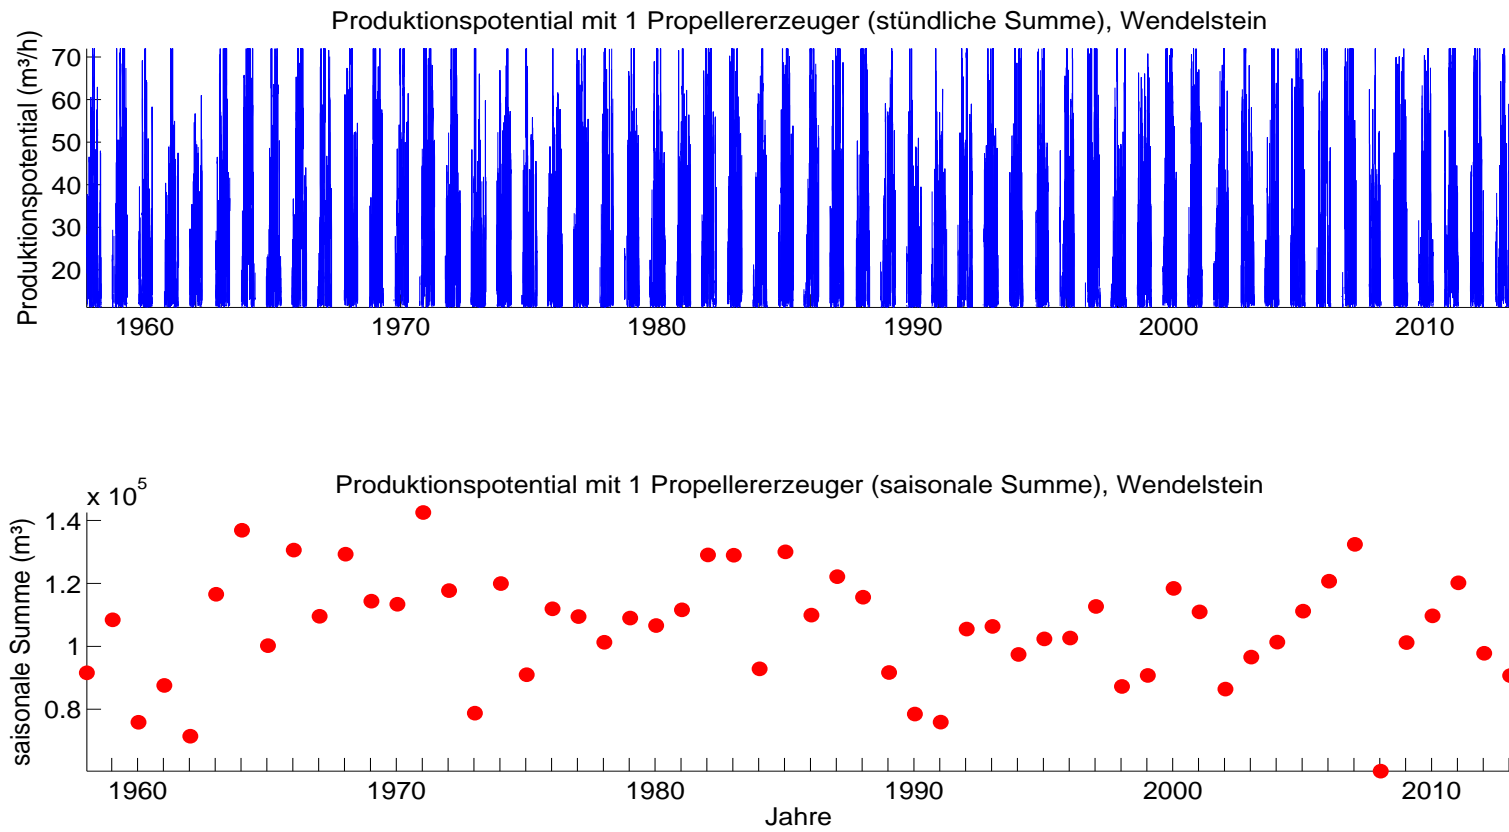 Produktionspotential mit 1 Propellererzeuger (stündliche Summe), Wendelstein
Produktionspotential (m³/h)
70
60
50
40
30
20
1960 1970 1980 1990 2000 2010
Produktionspotential mit 1 Propellererzeuger (saisonale Summe), Wendelstein
x 10⁵
saisonale Summe (m³)
1.4
1.2
1
0.8
1960 1970 1980 1990 2000 2010
Jahre